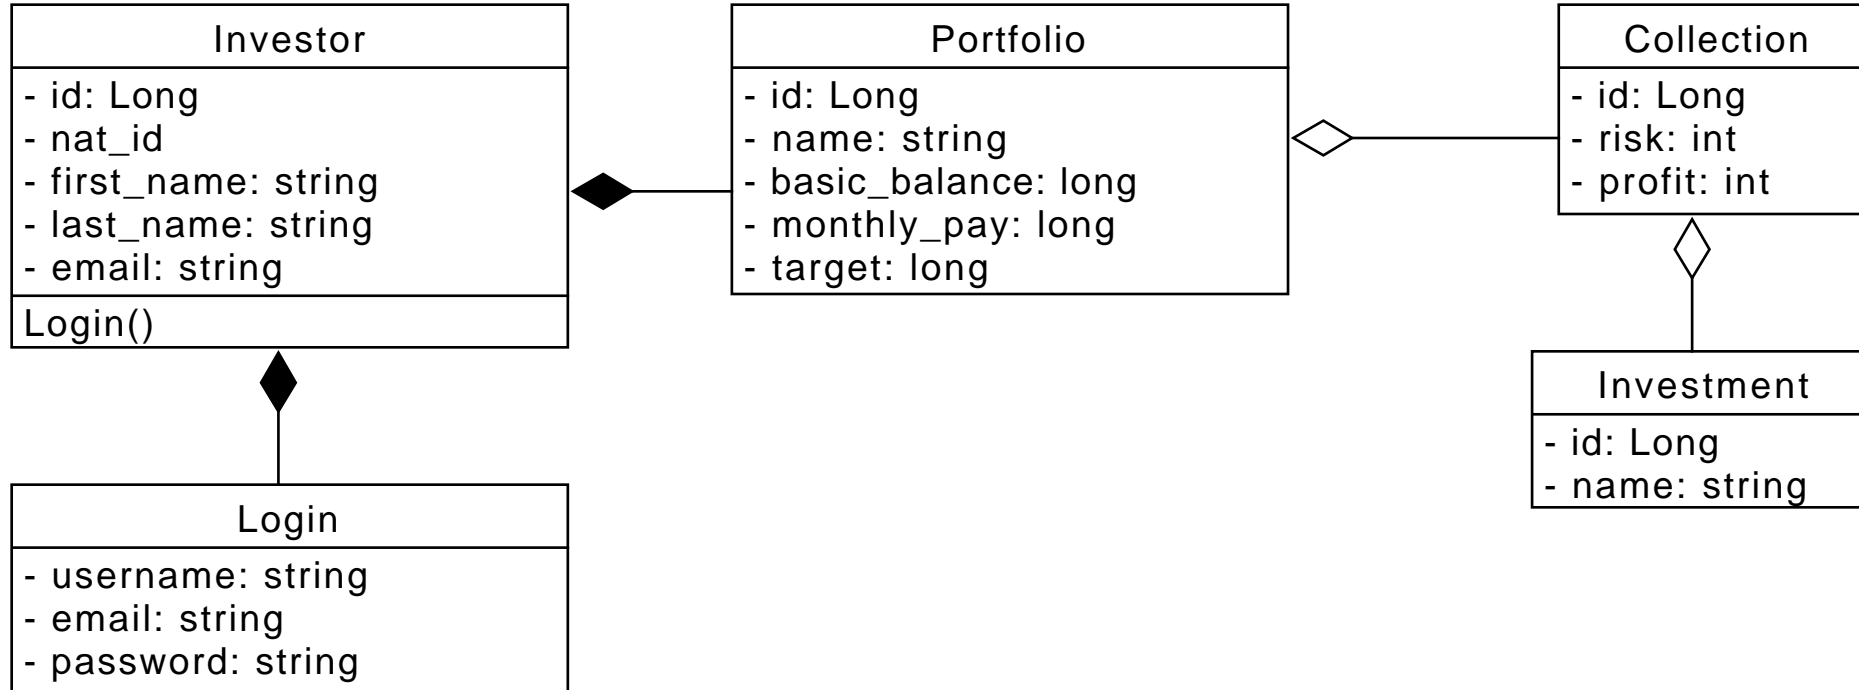 Investor
- id: Long
- nat_id
- first_name: string
- last_name: string
- email: string
Login()
Portfolio
- id: Long
- name: string
- basic_balance: long
- monthly_pay: long
- target: long
Collection
- id: Long
- risk: int
- profit: int
Investment
- id: Long
- name: string
Login
- username: string
- email: string
- password: string